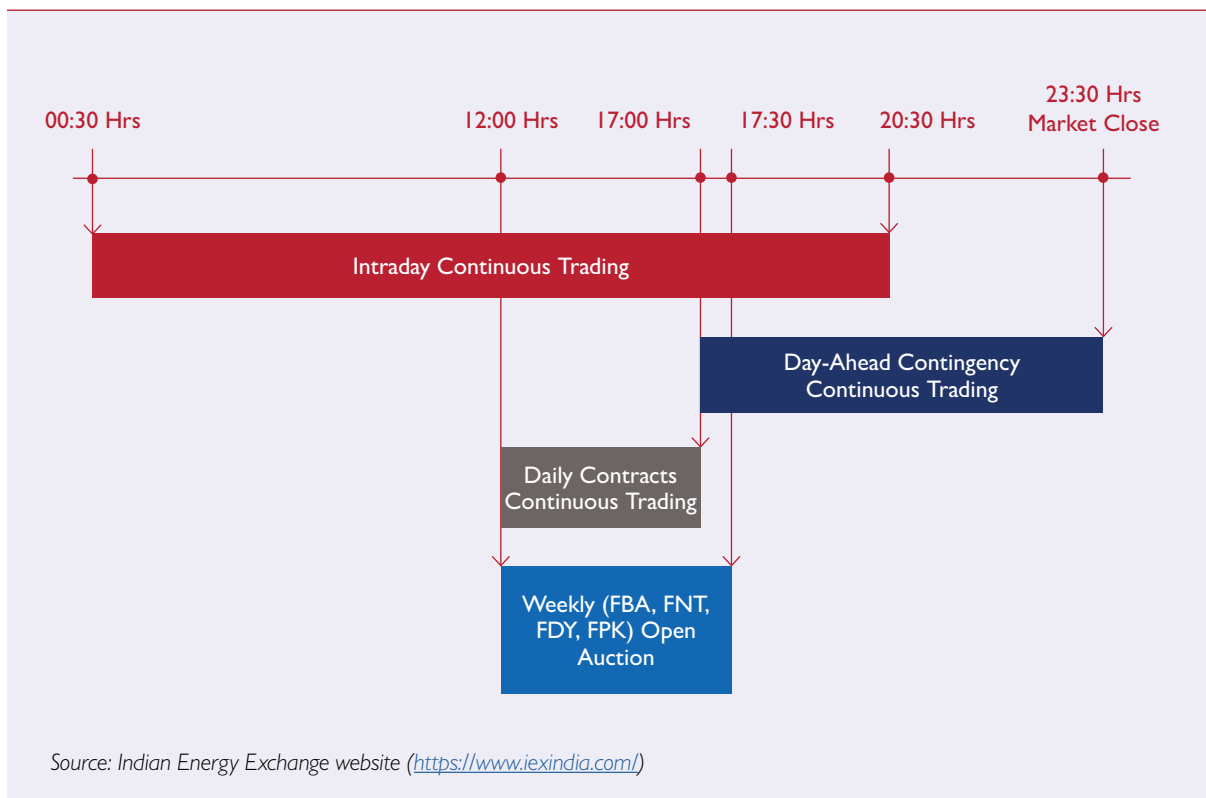 00:30 Hrs
12:00 Hrs
17:00 Hrs
17:30 Hrs
20:30 Hrs
23:30 Hrs
Market Close
Intraday Continuous Trading
Day-Ahead Contingency
Continuous Trading
Daily Contracts
Continuous Trading
Weekly (FBA, FNT,
FDY, FPK) Open
Auction
Source: Indian Energy Exchange website (https://www.iexindia.com/)